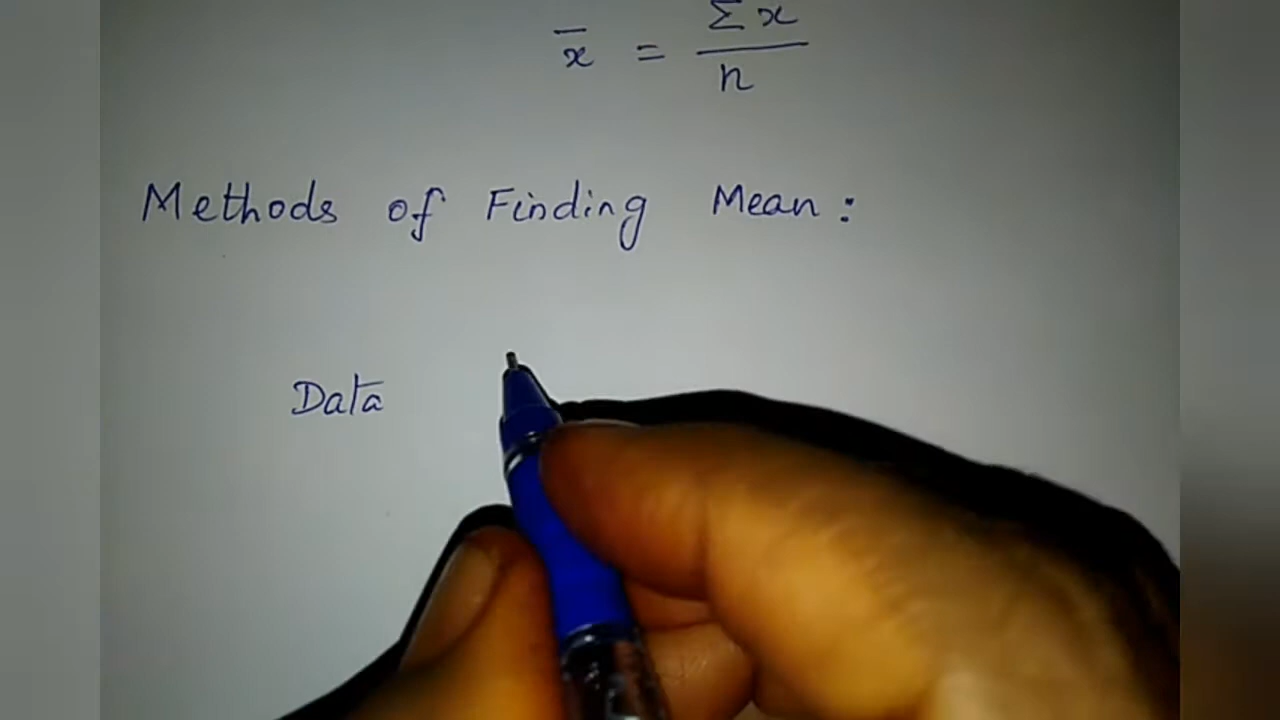 x̄ = Σx / n
Methods of Finding Mean :
Data